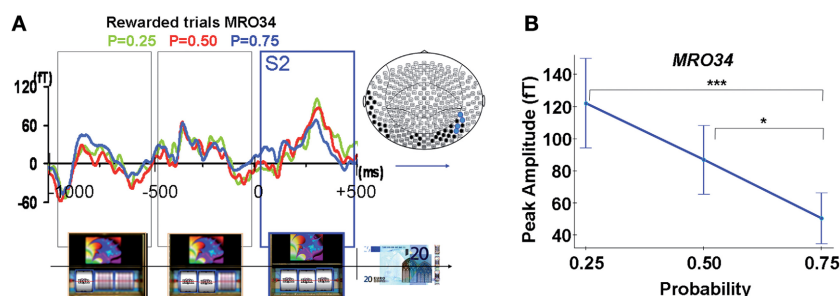 A
Rewarded trials MRO34
P=0.25 P=0.50 P=0.75
(fT)
120
60
0
-60
S2
-1000 -500 0 +500
(ms)
20
20
B
MRO34
***
*
Peak Amplitude (fT)
140
120
100
80
60
40
0.25 0.50 0.75
Probability